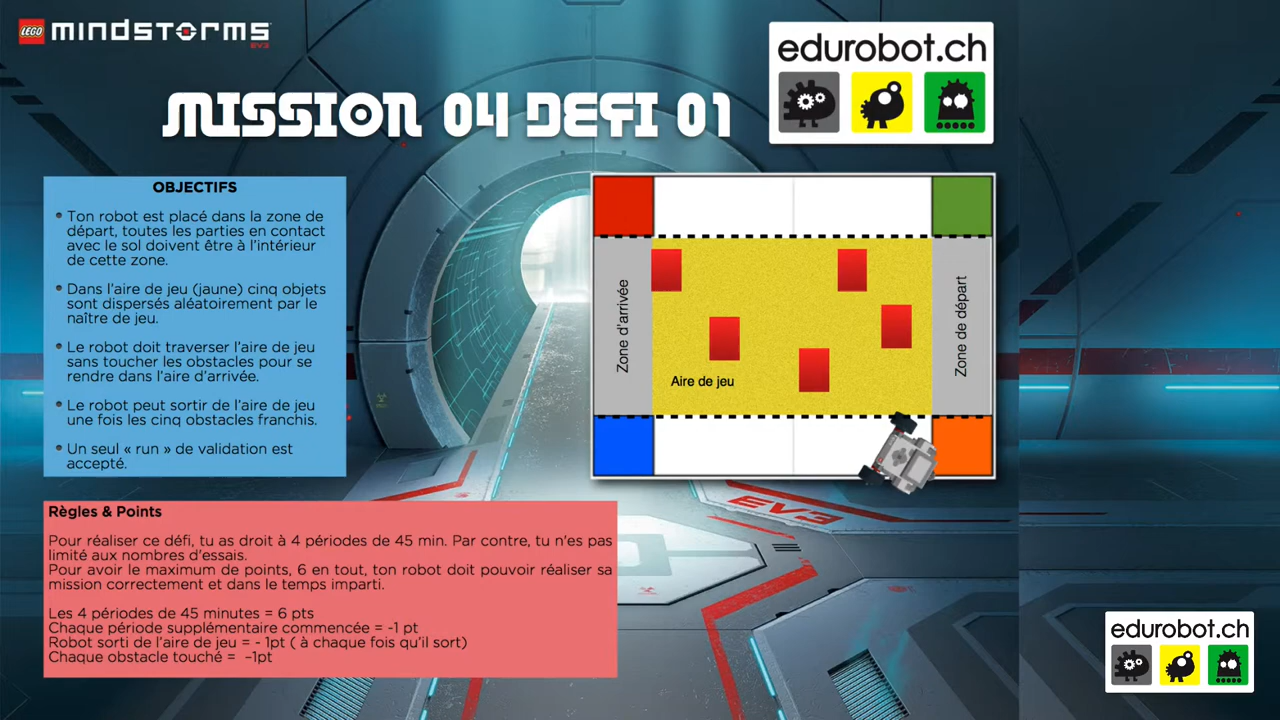 LEGO mindstorms
EV3
edurobot.ch
MISSION 04 DEFI 01
OBJECTIFS
• Ton robot est placé dans la zone de
départ, toutes les parties en contact
avec le sol doivent être à l'intérieur
de cette zone.
• Dans l'aire de jeu (jaune) cinq objets
sont dispersés aléatoirement par le
naître de jeu.
• Le robot doit traverser l'aire de jeu
sans toucher les obstacles pour se
rendre dans l'aire d'arrivée.
• Le robot peut sortir de l'aire de jeu
une fois les cinq obstacles franchis.
• Un seul « run » de validation est
accepté.
Zone d'arrivée
Aire de jeu
Zone de départ
EV3
Règles & Points
Pour réaliser ce défi, tu as droit à 4 périodes de 45 min. Par contre, tu n'es pas
limité aux nombres d'essais.
Pour avoir le maximum de points, 6 en tout, ton robot doit pouvoir réaliser sa
mission correctement et dans le temps imparti.
Les 4 périodes de 45 minutes = 6 pts
Chaque période supplémentaire commencée = -1 pt
Robot sorti de l'aire de jeu = - 1pt ( à chaque fois qu'il sort)
Chaque obstacle touché = -1pt
edurobot.ch